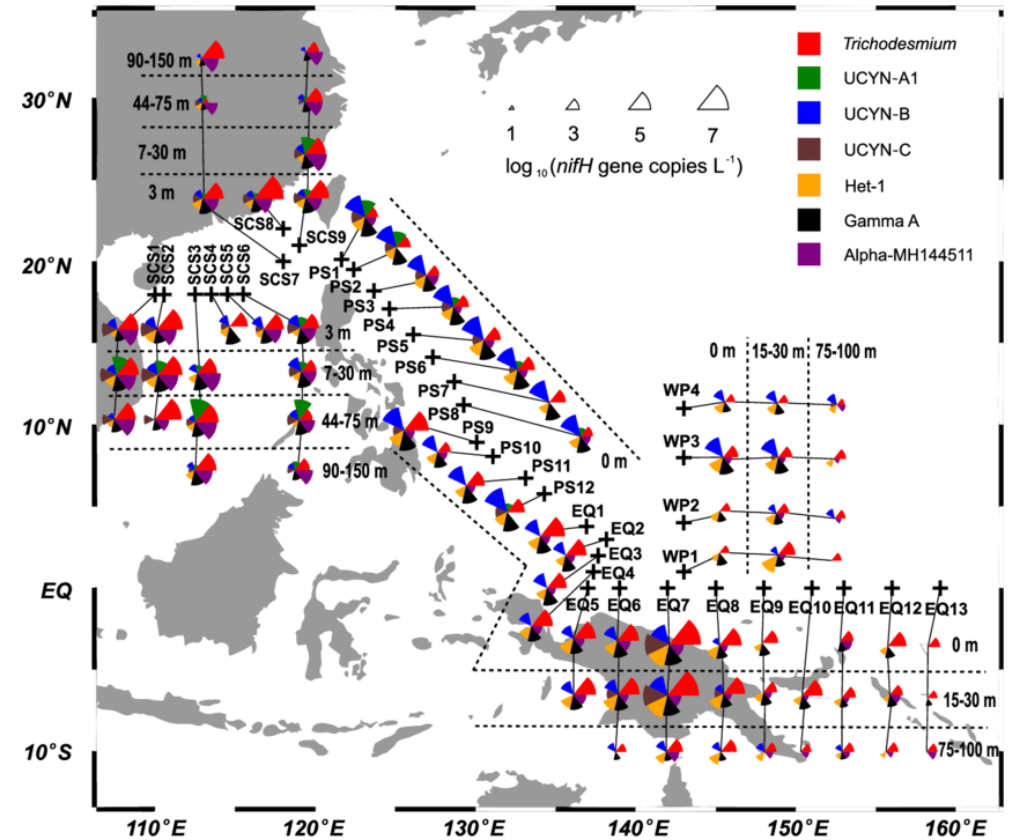 Trichodesmium
UCYN-A1
UCYN-B
UCYN-C
Het-1
Gamma A
Alpha-MH144511
1 3 5 7
log10(nifH gene copies L-1)
90-150 m
44-75 m
7-30 m
3 m
30°N
20°N
10°N
EQ
10°S
SCS8
SCS9
SCS7
SCS1
SCS2
SCS3
SCS4
SCS5
SCS6
3 m
7-30 m
44-75 m
90-150 m
PS1
PS2
PS3
PS4
PS5
PS6
PS7
PS8
PS9
PS10
PS11
PS12
0 m
0 m 15-30 m 75-100 m
WP4
WP3
WP2
WP1
EQ1
EQ2
EQ3
EQ4
EQ5 EQ6 EQ7 EQ8 EQ9 EQ10 EQ11 EQ12 EQ13
0 m
15-30 m
75-100 m
110°E 120°E 130°E 140°E 150°E 160°E